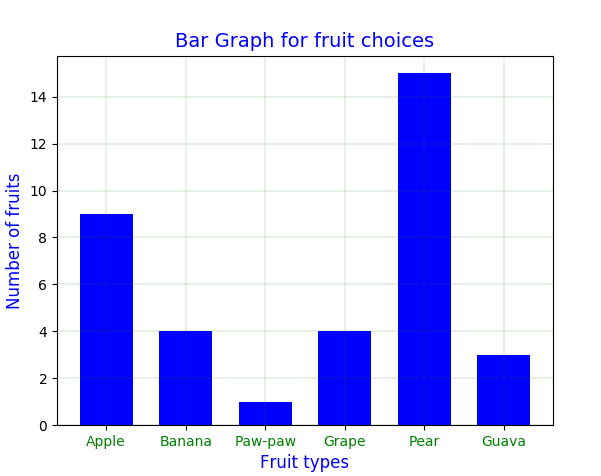 Bar Graph for fruit choices
Number of fruits
14
12
10
8
6
4
2
0
Apple Banana Paw-paw Grape Pear Guava
Fruit types